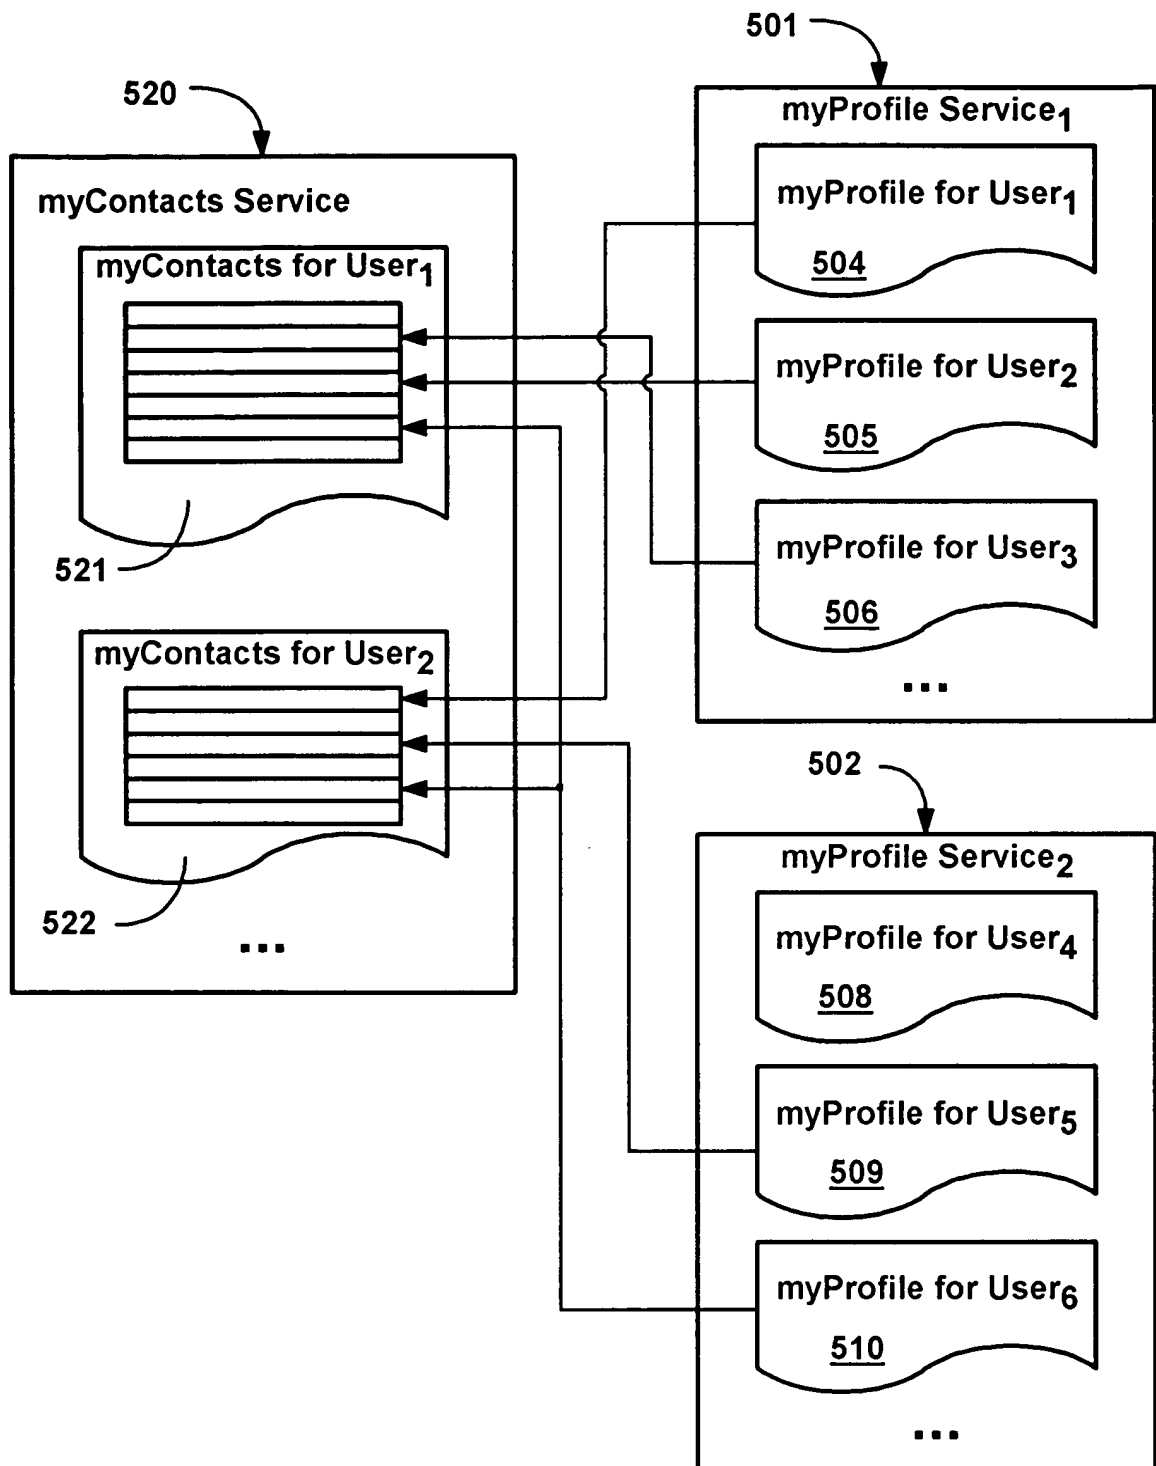 501
520
myContacts Service
myContacts for User1
521
myContacts for User2
522
...
myProfile Service1
myProfile for User1
504
myProfile for User2
505
myProfile for User3
506
...
502
myProfile Service2
myProfile for User4
508
myProfile for User5
509
myProfile for User6
510
...